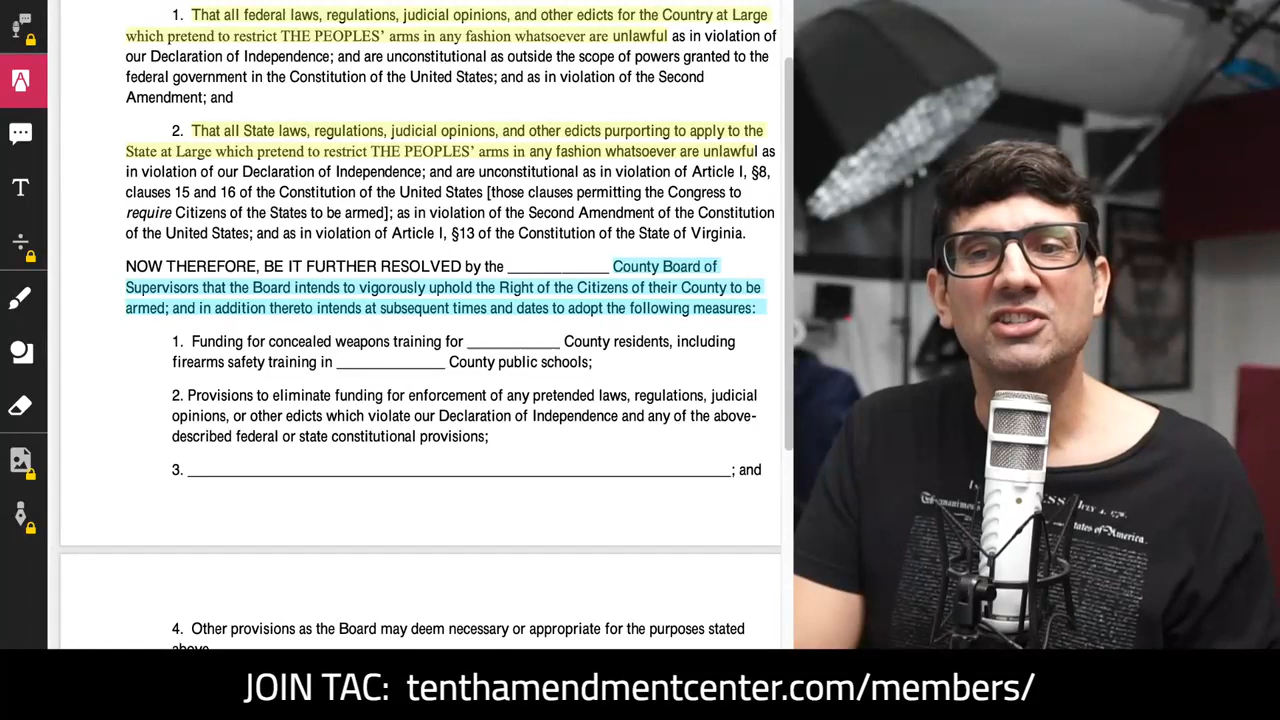 1. That all federal laws, regulations, judicial opinions, and other edicts for the Country at Large
which pretend to restrict THE PEOPLES’ arms in any fashion whatsoever are unlawful as in violation of
our Declaration of Independence; and are unconstitutional as outside the scope of powers granted to the
federal government in the Constitution of the United States; and as in violation of the Second
Amendment; and
2. That all State laws, regulations, judicial opinions, and other edicts purporting to apply to the
State at Large which pretend to restrict THE PEOPLES’ arms in any fashion whatsoever are unlawful as
in violation of our Declaration of Independence; and are unconstitutional as in violation of Article I, §8,
clauses 15 and 16 of the Constitution of the United States [those clauses permitting the Congress to
require Citizens of the States to be armed]; as in violation of the Second Amendment of the Constitution
of the United States; and as in violation of Article I, §13 of the Constitution of the State of Virginia.
NOW THEREFORE, BE IT FURTHER RESOLVED by the ____________ County Board of
Supervisors that the Board intends to vigorously uphold the Right of the Citizens of their County to be
armed; and in addition thereto intends at subsequent times and dates to adopt the following measures:
1. Funding for concealed weapons training for ___________ County residents, including
firearms safety training in _____________ County public schools;
2. Provisions to eliminate funding for enforcement of any pretended laws, regulations, judicial
opinions, or other edicts which violate our Declaration of Independence and any of the above-
described federal or state constitutional provisions;
3. ____________________________________________________________; and
4. Other provisions as the Board may deem necessary or appropriate for the purposes stated
above.
T
July 4, 17
tates of America.
JOIN TAC: tenthamendmentcenter.com/members/